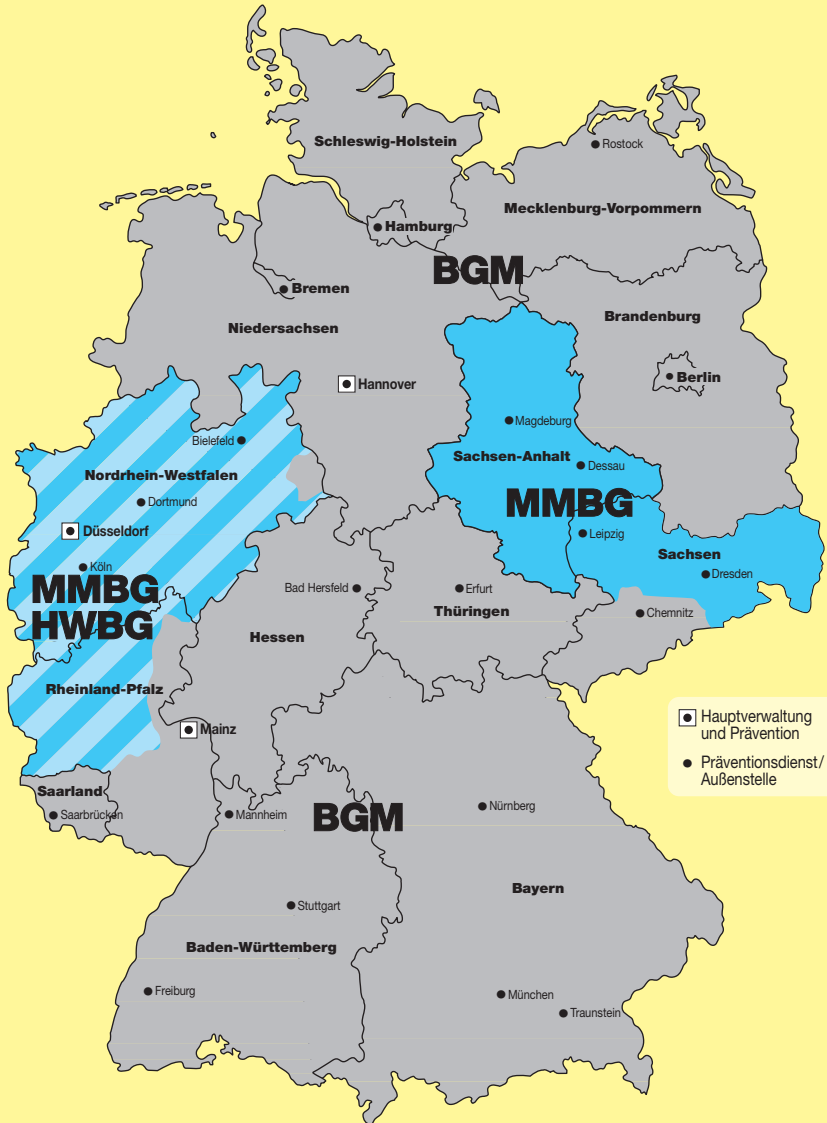 Schleswig-Holstein
Rostock
Mecklenburg-Vorpommern
Hamburg
BGM
Bremen
Brandenburg
Niedersachsen
Berlin
Hannover
Magdeburg
Bielefeld
Sachsen-Anhalt
Dessau
Nordrhein-Westfalen
Dortmund
MMBG
Düsseldorf
Leipzig
Sachsen
Köln
Dresden
MMBG
HWBG
Bad Hersfeld
Erfurt
Thüringen
Chemnitz
Hessen
Rheinland-Pfalz
Mainz
Hauptverwaltung
und Prävention
Präventionsdienst/
Außenstelle
Saarland
Saarbrücken
Mannheim
BGM
Nürnberg
Bayern
Stuttgart
Baden-Württemberg
Freiburg
München
Traunstein